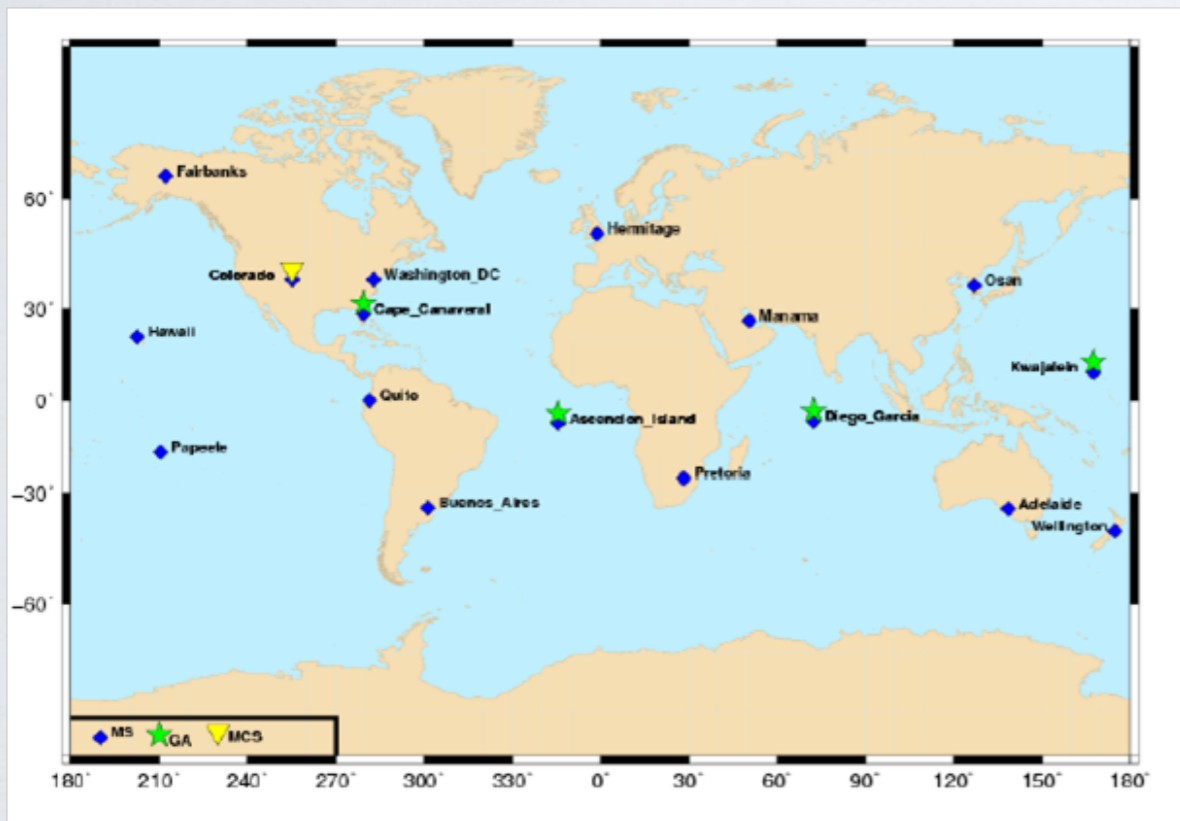 Fairbanks
60°
Hermitage
Colorado
Washington_DC
Osan
30°
Cape_Canaveral
Manama
Hawaii
Kwajalein
0°
Quito
Ascencion_Island
Diego_Garcia
Papeete
Pretoria
-30°
Buenos_Aires
Adelaide
Wellington
-60°
MS GA MCS
180° 210° 240° 270° 300° 330° 0° 30° 60° 90° 120° 150° 180°